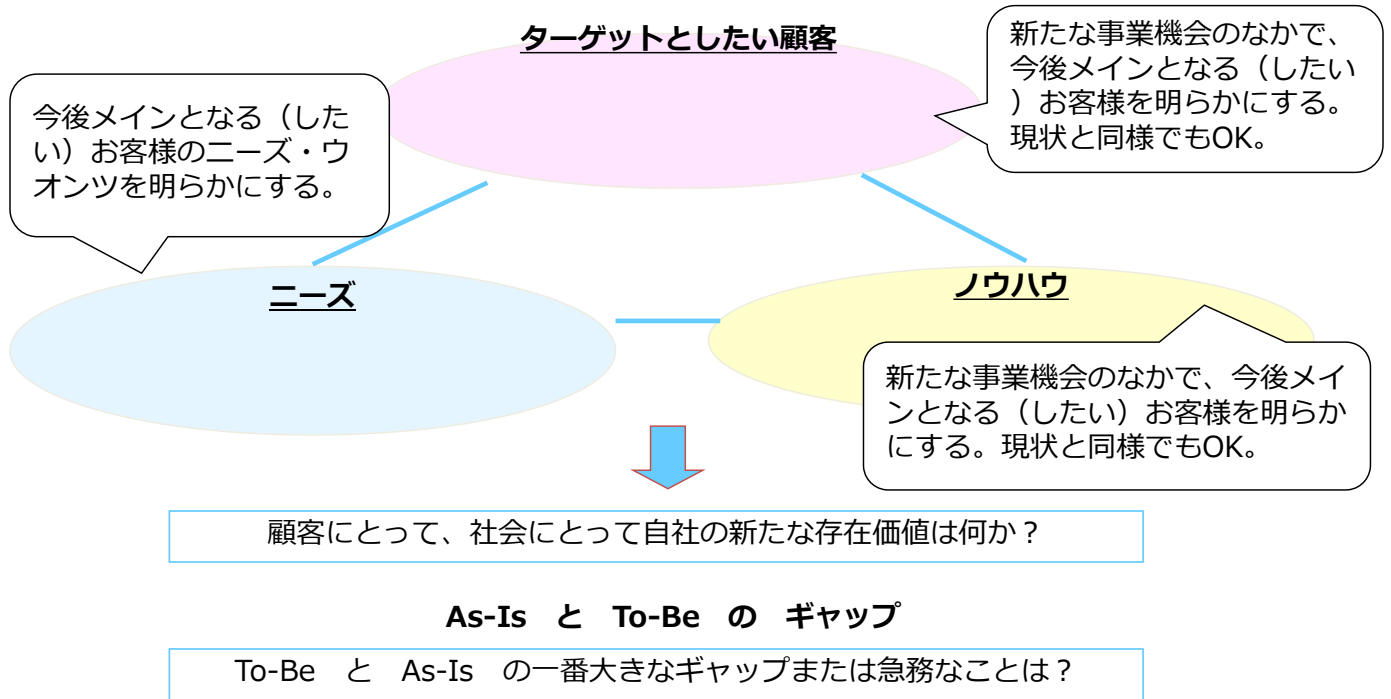 ターゲットとしたい顧客
新たな事業機会のなかで、
今後メインとなる（したい
）お客様を明らかにする。
現状と同様でもOK。
今後メインとなる（した
い）お客様のニーズ・ウ
オンツを明らかにする。
ニーズ
ノウハウ
新たな事業機会のなかで、今後メイ
ンとなる（したい）お客様を明らか
にする。現状と同様でもOK。
顧客にとって、社会にとって自社の新たな存在価値は何か？
As-Is　と　To-Be　の　ギャップ
To-Be　と　As-Is　の一番大きなギャップまたは急務なことは？